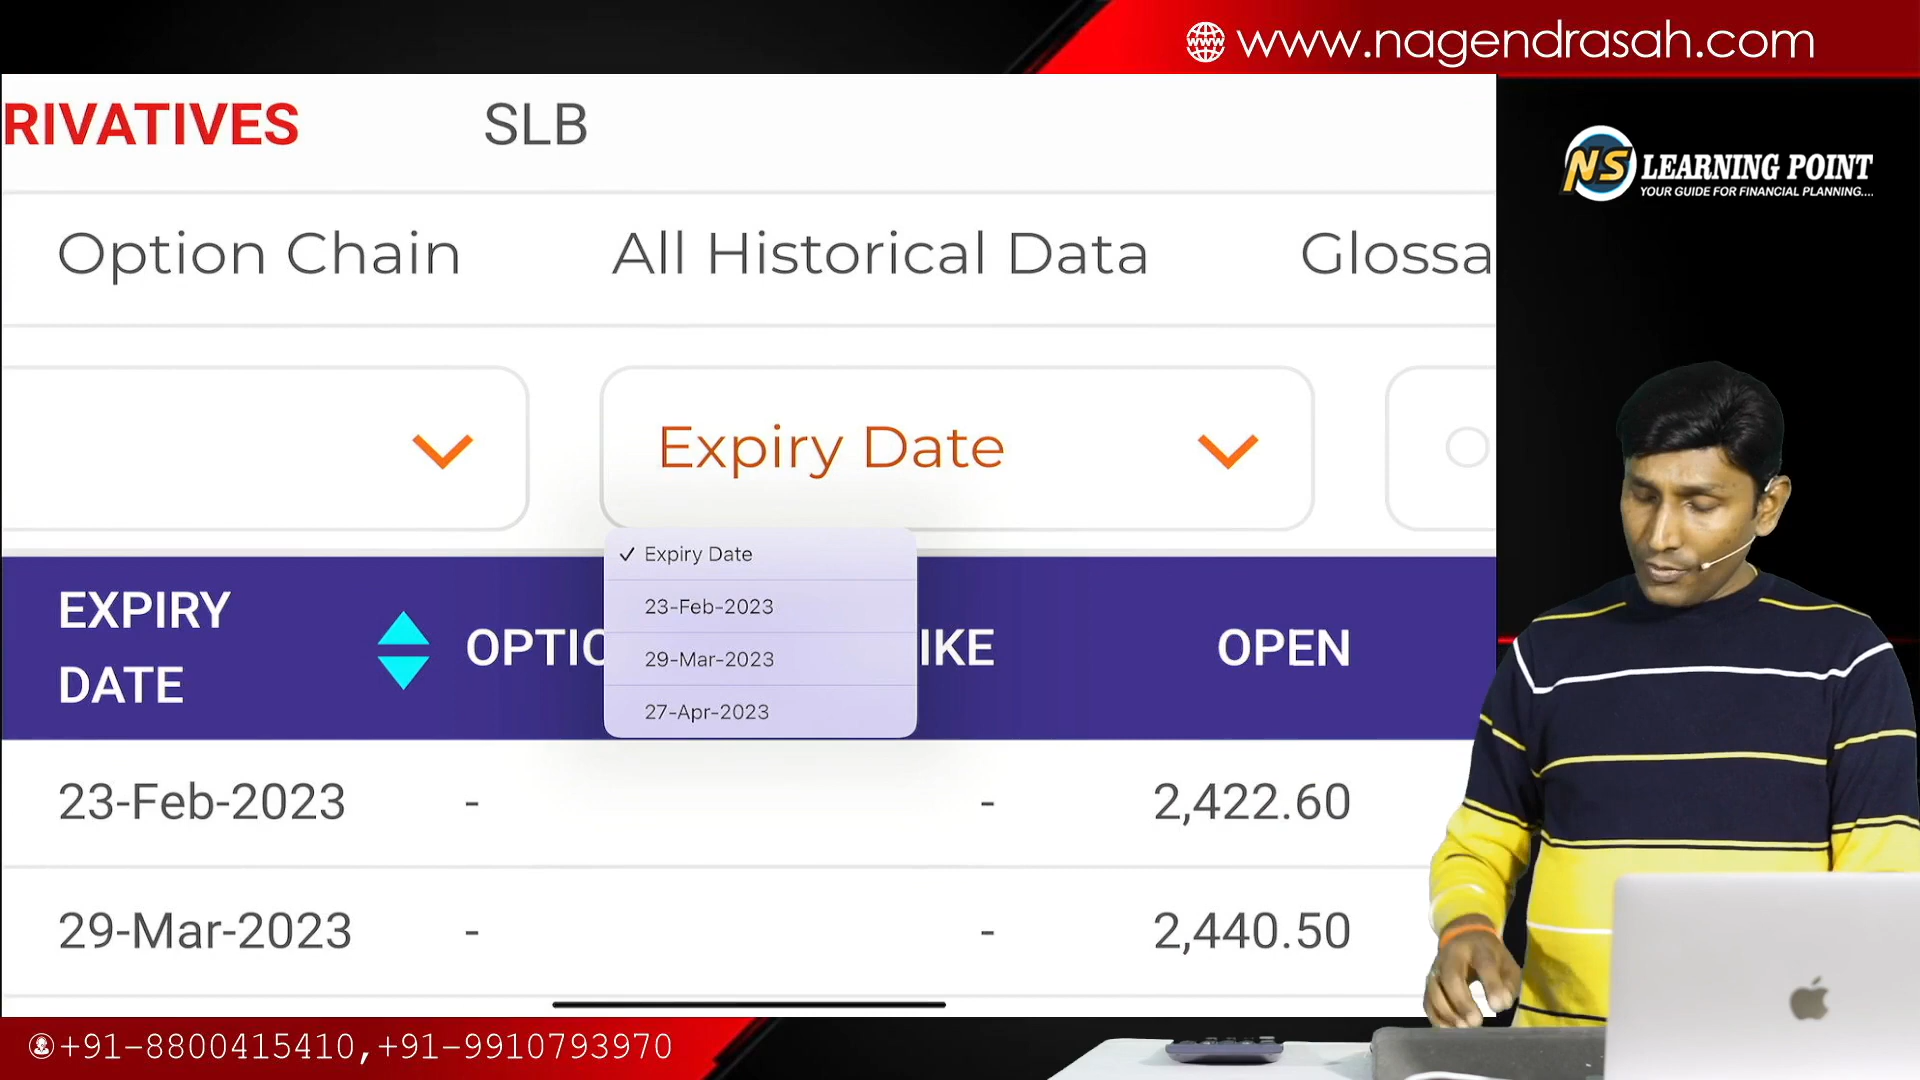 www.nagendrasah.com
RIVATIVES SLB
NS LEARNING POINT
YOUR GUIDE FOR FINANCIAL PLANNING....
Option Chain All Historical Data Glossa
Expiry Date
✓ Expiry Date
23-Feb-2023
29-Mar-2023
27-Apr-2023
EXPIRY
DATE
OPTIO IKE OPEN
23-Feb-2023 - - 2,422.60
29-Mar-2023 - - 2,440.50
+91-8800415410,+91-9910793970